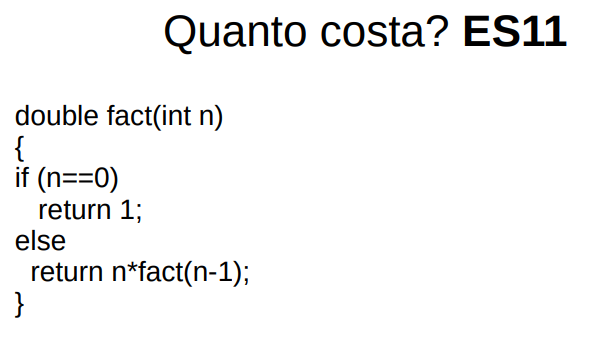 Quanto costa? ES11
double fact(int n)
{
if (n==0)
return 1;
else
return n*fact(n-1);
}